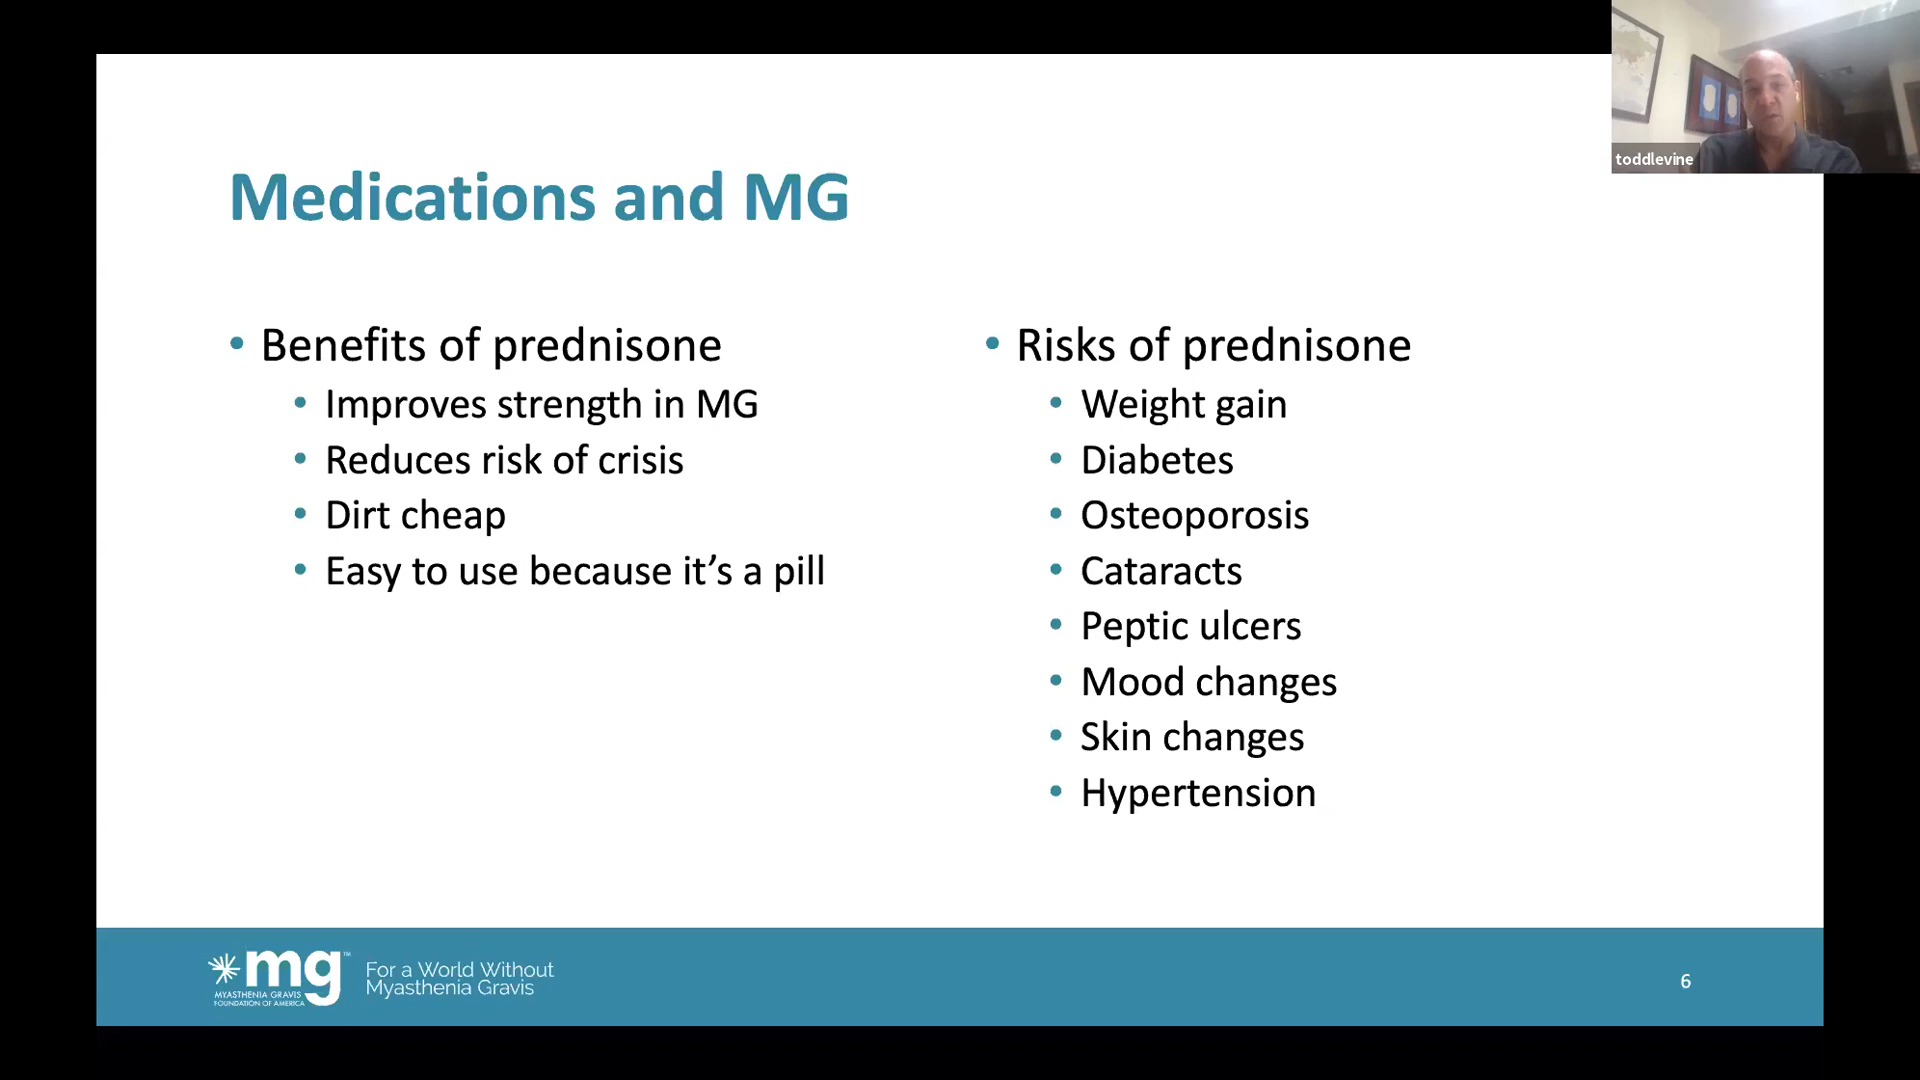 toddlevine
Medications and MG
• Benefits of prednisone
• Improves strength in MG
• Reduces risk of crisis
• Dirt cheap
• Easy to use because it’s a pill
• Risks of prednisone
• Weight gain
• Diabetes
• Osteoporosis
• Cataracts
• Peptic ulcers
• Mood changes
• Skin changes
• Hypertension
mg™
MYASTHENIA GRAVIS
FOUNDATION OF AMERICA
For a World Without
Myasthenia Gravis
6